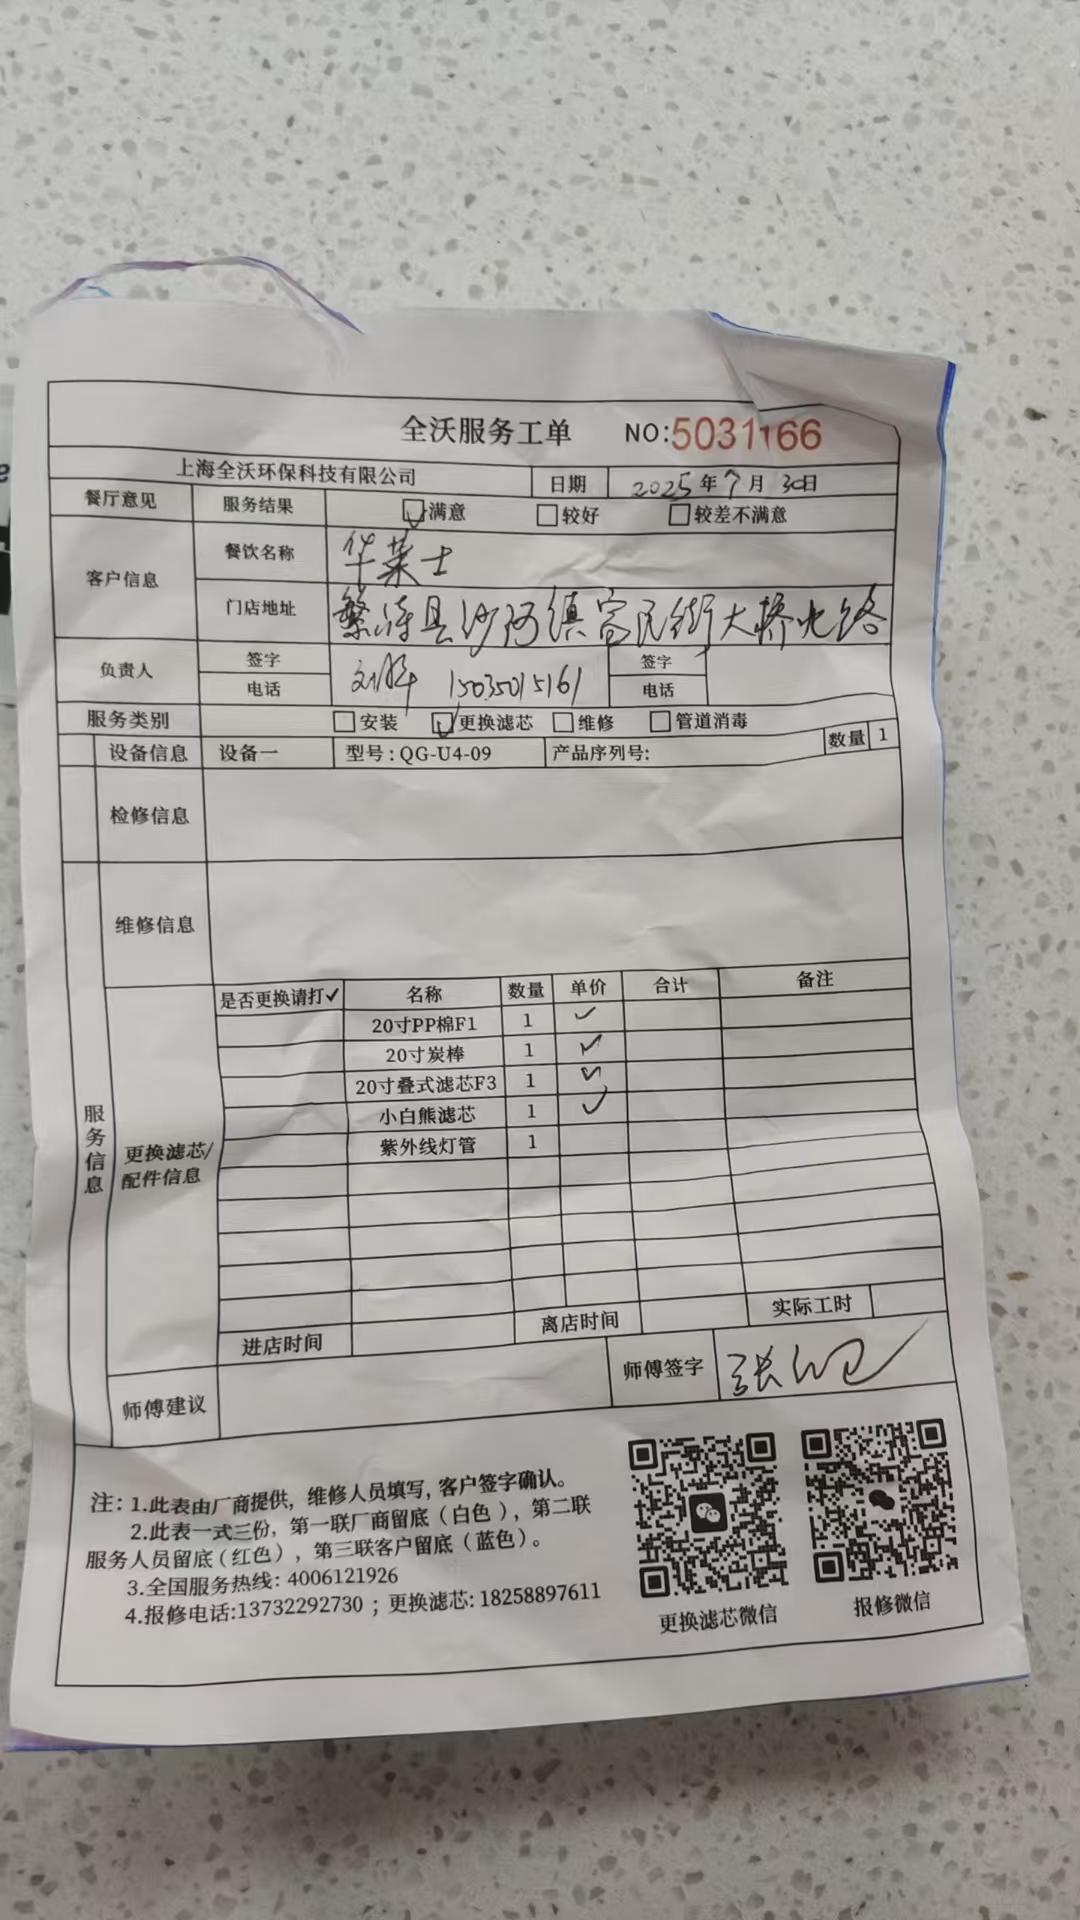 全沃服务工单 NO:5031166
上海全沃环保科技有限公司 日期 2025年7月30日
餐厅意见 服务结果 满意 较好 较差不满意
客户信息 餐饮名称 华莱士
门店地址 繁峙县沙河镇富民街大桥北路
负责人 签字 刘 签字
电话 15035015161 电话
服务类别 安装 更换滤芯 维修 管道消毒
设备信息 设备一 型号:QG-U4-09 产品序列号: 数量 1
检修信息
维修信息
服务信息
更换滤芯/配件信息
是否更换请打✓ 名称 数量 单价 合计 备注
20寸PP棉F1 1 ✓
20寸炭棒 1 ✓
20寸叠式滤芯F3 1 ✓
小白熊滤芯 1 ✓
紫外线灯管 1
进店时间 离店时间 实际工时
师傅建议 师傅签字 张
注:1.此表由厂商提供,维修人员填写,客户签字确认。
2.此表一式三份,第一联厂商留底(白色),第二联
服务人员留底(红色),第三联客户留底(蓝色)。
3.全国服务热线:4006121926
4.报修电话:13732292730;更换滤芯:18258897611
更换滤芯微信 报修微信